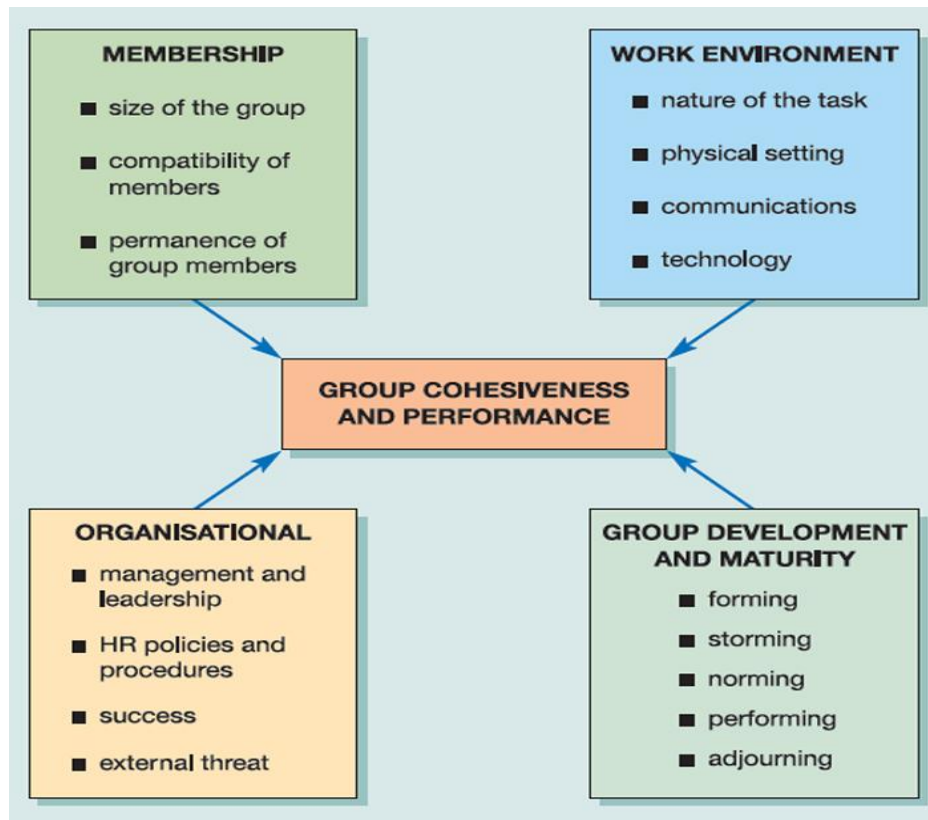 MEMBERSHIP
■ size of the group
■ compatibility of
members
■ permanence of
group members
WORK ENVIRONMENT
■ nature of the task
■ physical setting
■ communications
■ technology
GROUP COHESIVENESS
AND PERFORMANCE
ORGANISATIONAL
■ management and
leadership
■ HR policies and
procedures
■ success
■ external threat
GROUP DEVELOPMENT
AND MATURITY
■ forming
■ storming
■ norming
■ performing
■ adjourning